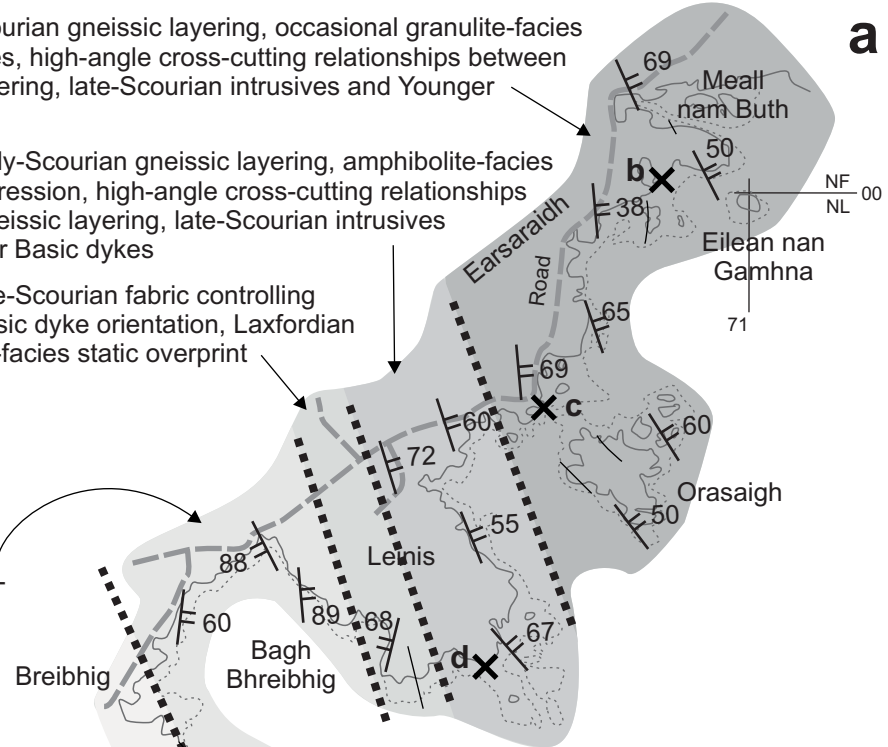 ourian gneissic layering, occasional granulite-facies
es, high-angle cross-cutting relationships between
ering, late-Scourian intrusives and Younger
a
ly-Scourian gneissic layering, amphibolite-facies
ression, high-angle cross-cutting relationships
eissic layering, late-Scourian intrusives
r Basic dykes
e-Scourian fabric controlling
sic dyke orientation, Laxfordian
-facies static overprint
69
Meall
nam Buth
50
b
NF
00
NL
38
Earsaraidh
Eilean nan
Gamhna
Road
65
71
69
c
60
60
72
Orasaigh
50
55
Leinis
88
89
68
60
67
d
Bagh
Bhreibhig
Breibhig